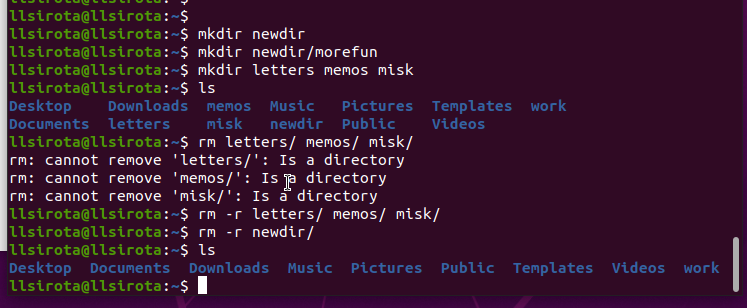 llsirota@llsirota:~$
llsirota@llsirota:~$ mkdir newdir
llsirota@llsirota:~$ mkdir newdir/morefun
llsirota@llsirota:~$ mkdir letters memos misk
llsirota@llsirota:~$ ls
Desktop    Downloads  memos  Music   Pictures  Templates  work
Documents  letters    misk   newdir  Public    Videos
llsirota@llsirota:~$ rm letters/ memos/ misk/
rm: cannot remove 'letters/': Is a directory
rm: cannot remove 'memos/': Is a directory
rm: cannot remove 'misk/': Is a directory
llsirota@llsirota:~$ rm -r letters/ memos/ misk/
llsirota@llsirota:~$ rm -r newdir/
llsirota@llsirota:~$ ls
Desktop  Documents  Downloads  Music  Pictures  Public  Templates  Videos  work
llsirota@llsirota:~$